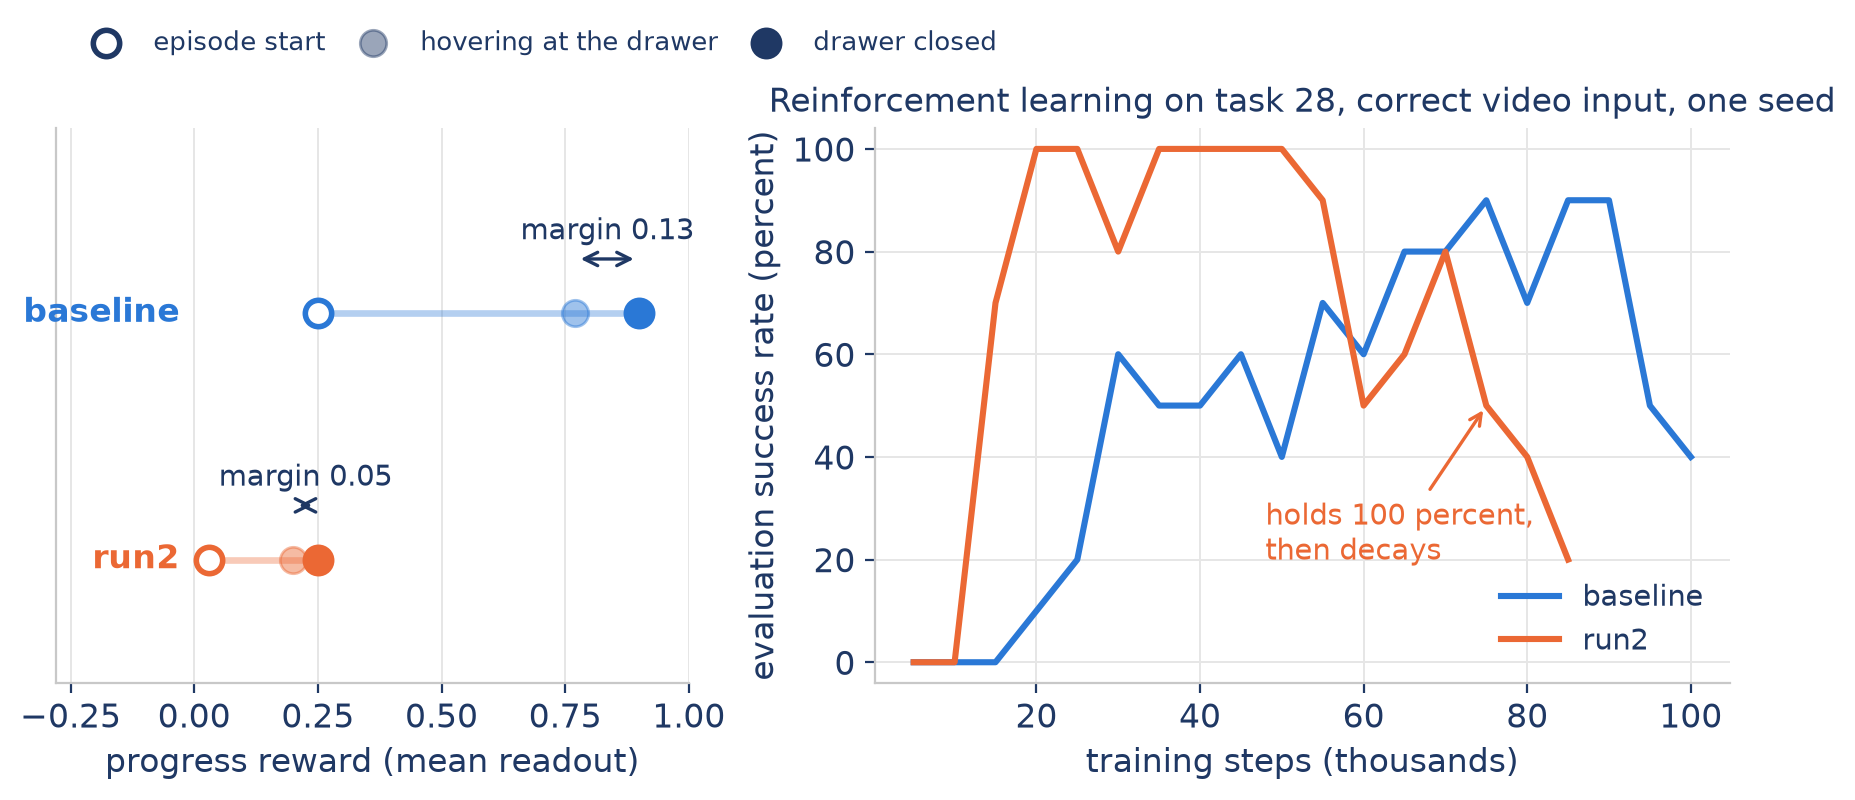 episode start
hovering at the drawer
drawer closed
margin 0.13
baseline
margin 0.05
run2
−0.25
0.00
0.25
0.50
0.75
1.00
progress reward (mean readout)
Reinforcement learning on task 28, correct video input, one seed
evaluation success rate (percent)
100
80
60
40
20
0
holds 100 percent,
then decays
baseline
run2
20
40
60
80
100
training steps (thousands)